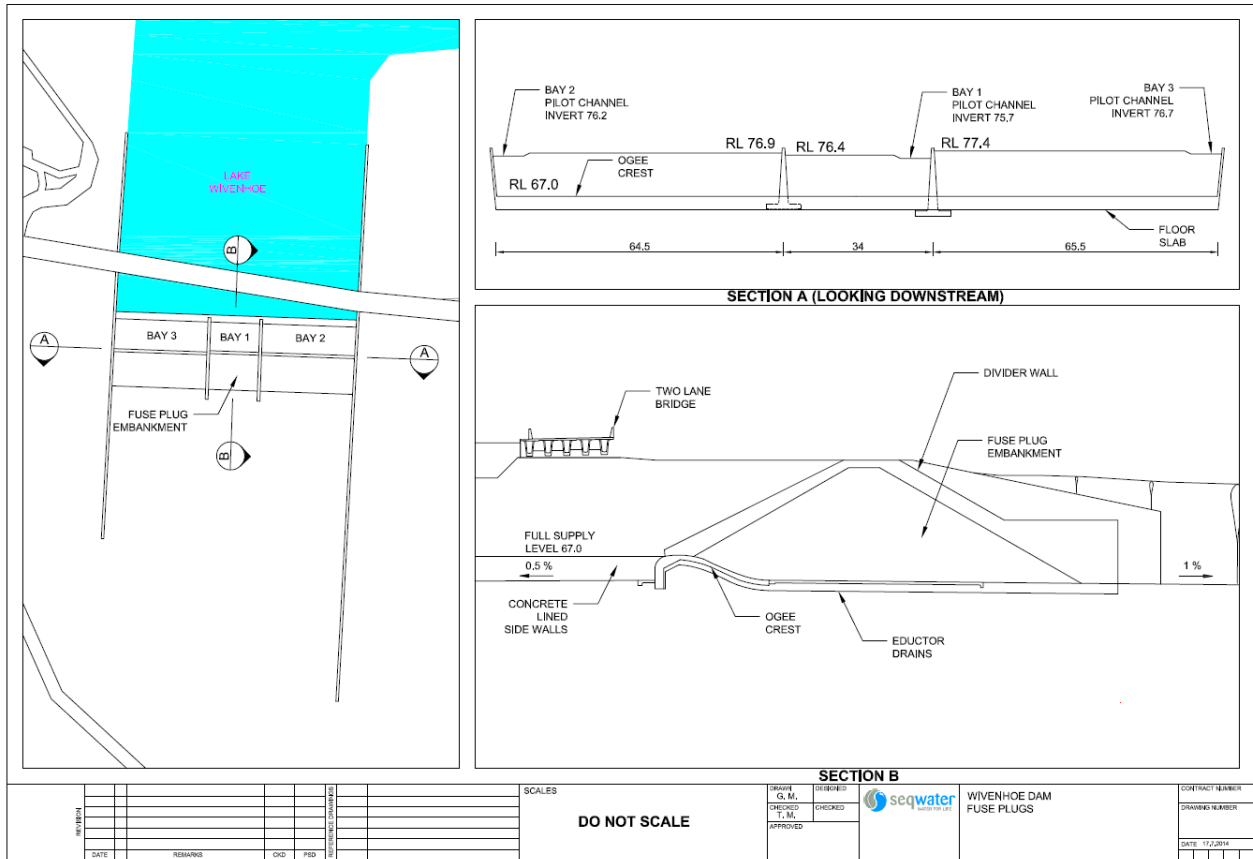 LAKE
WIVENHOE
B
BAY 3
BAY 1
BAY 2
A
A
FUSE PLUG
EMBANKMENT
B
BAY 2
PILOT CHANNEL
INVERT 76.2
BAY 1
PILOT CHANNEL
INVERT 75.7
BAY 3
PILOT CHANNEL
INVERT 76.7
RL 76.9
RL 76.4
RL 77.4
OGEE
CREST
RL 67.0
FLOOR
SLAB
64.5
34
65.5
SECTION A (LOOKING DOWNSTREAM)
TWO LANE
BRIDGE
DIVIDER WALL
FUSE PLUG
EMBANKMENT
FULL SUPPLY
LEVEL 67.0
0.5 %
1 %
CONCRETE
LINED
SIDE WALLS
OGEE
CREST
EDUCTOR
DRAINS
SECTION B
REVISION
DATE
REMARKS
CKD
PSD
REFERENCE DRAWINGS
SCALES
DO NOT SCALE
DRAWN
G. M.
DESIGNED
CHECKED
T. M.
CHECKED
APPROVED
seqwater
WATER FOR LIFE
WIVENHOE DAM
FUSE PLUGS
CONTRACT NUMBER
DRAWING NUMBER
DATE 17.7.2014